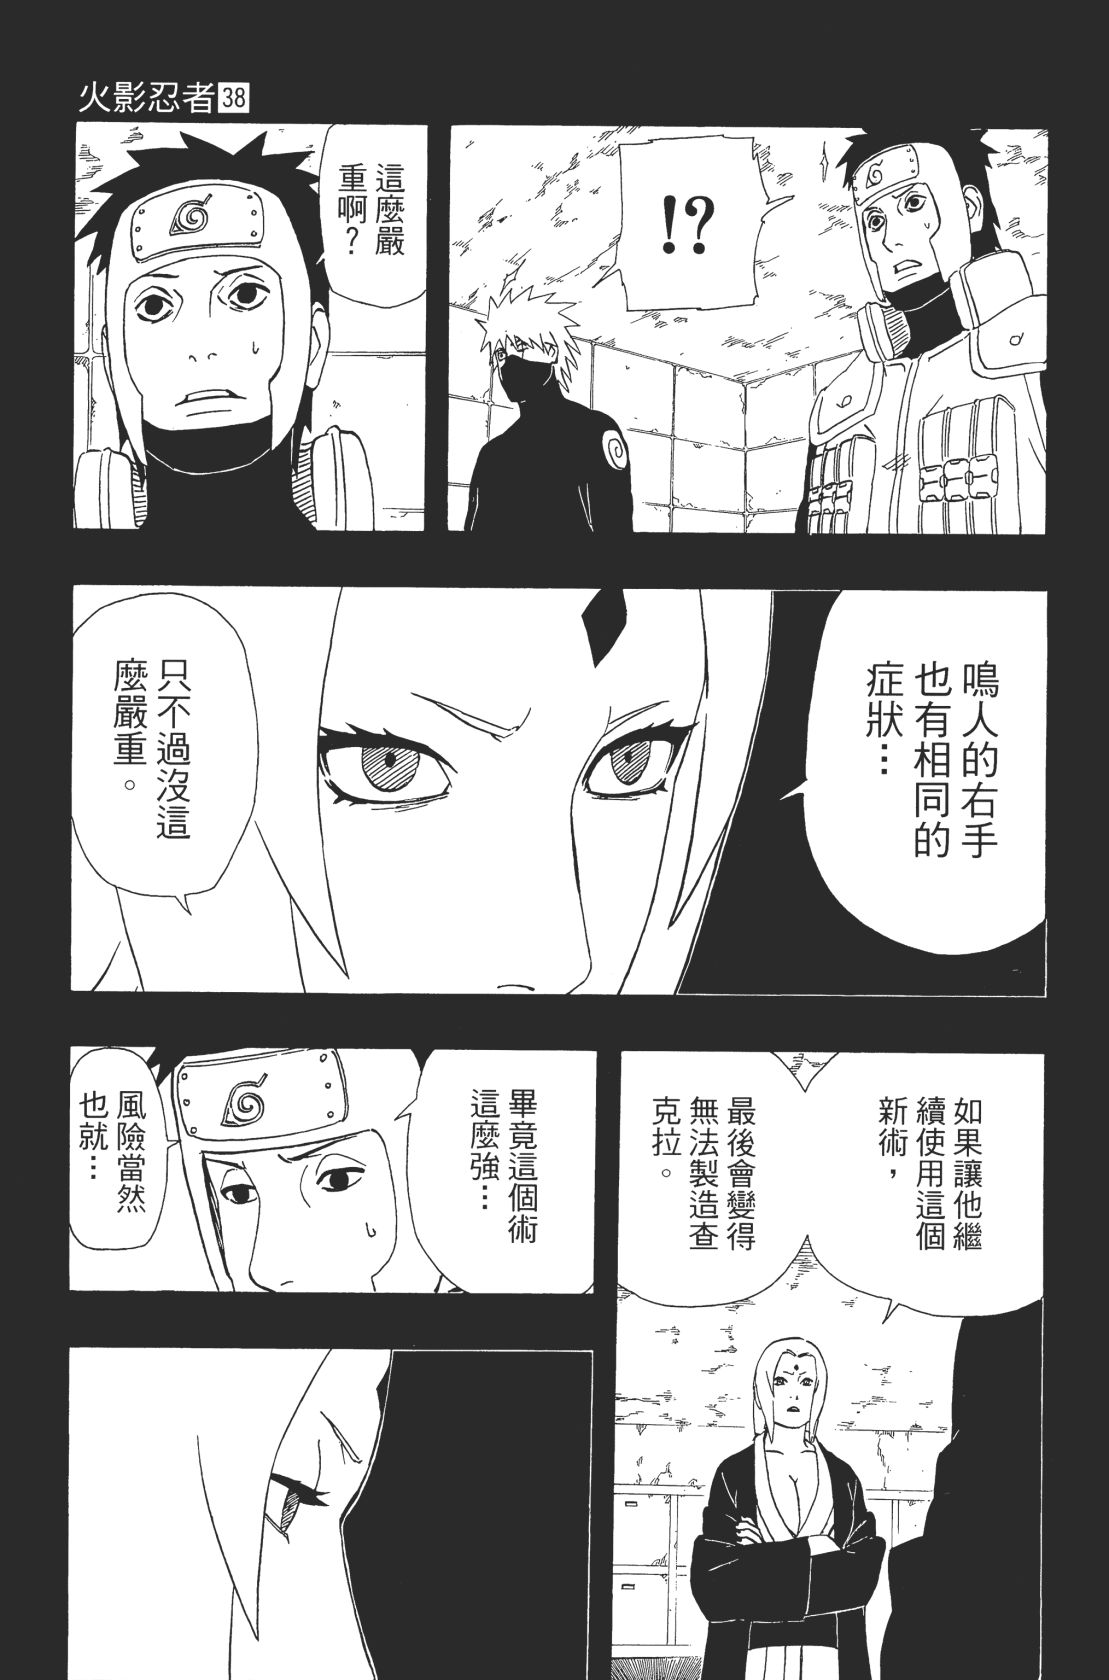 火影忍者38
!?
這麼嚴
重啊?
鳴人的右手
也有相同的
症狀…
只不過沒這
麼嚴重。
如果讓他繼
續使用這個
新術，
最後會變得
無法製造查
克拉。
畢竟這個術
這麼強…
風險當然
也就…